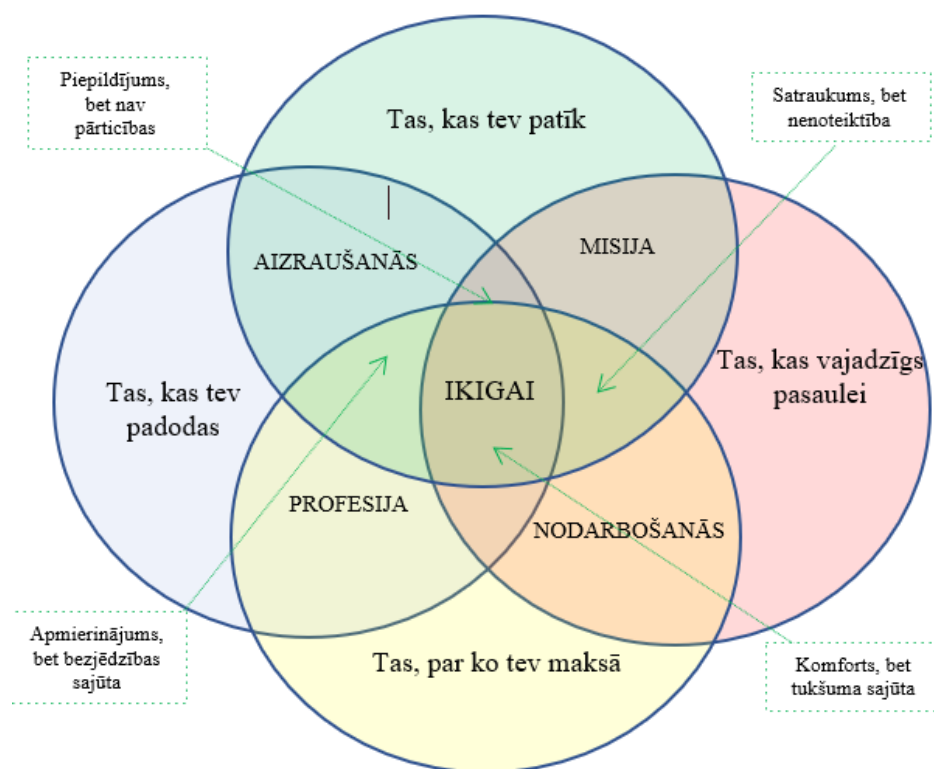 Piepildījums,
bet nav
pārticības
Tas, kas tev patīk
Satraukums, bet
nenoteiktība
AIZRAUŠANĀS
MISIJA
Tas, kas tev
padodas
IKIGAI
Tas, kas vajadzīgs
pasaulei
PROFESIJA
NODARBOŠANĀS
Apmierinājums,
bet bezjēdzības
sajūta
Tas, par ko tev maksā
Komforts, bet
tukšuma sajūta